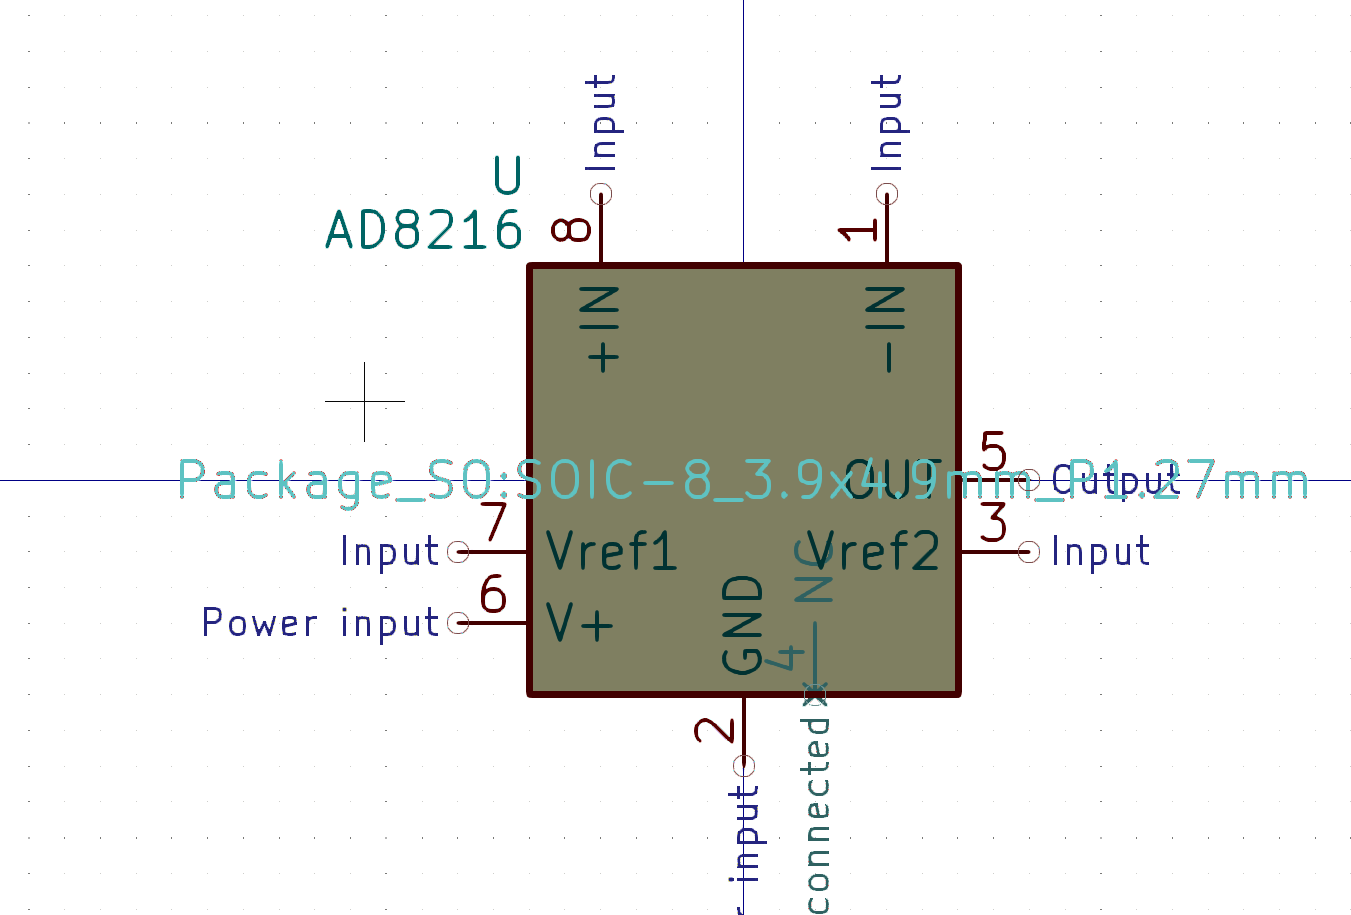 Input
Input
U
AD8216
8
1
+IN
-IN
5
Package_SO:SOIC-8_3.9x4.9mm_P1.27mm
OUT
Output
7
3
Input
Vref1
NC
Vref2
Input
6
Power input
V+
GND
4
2
input
connected